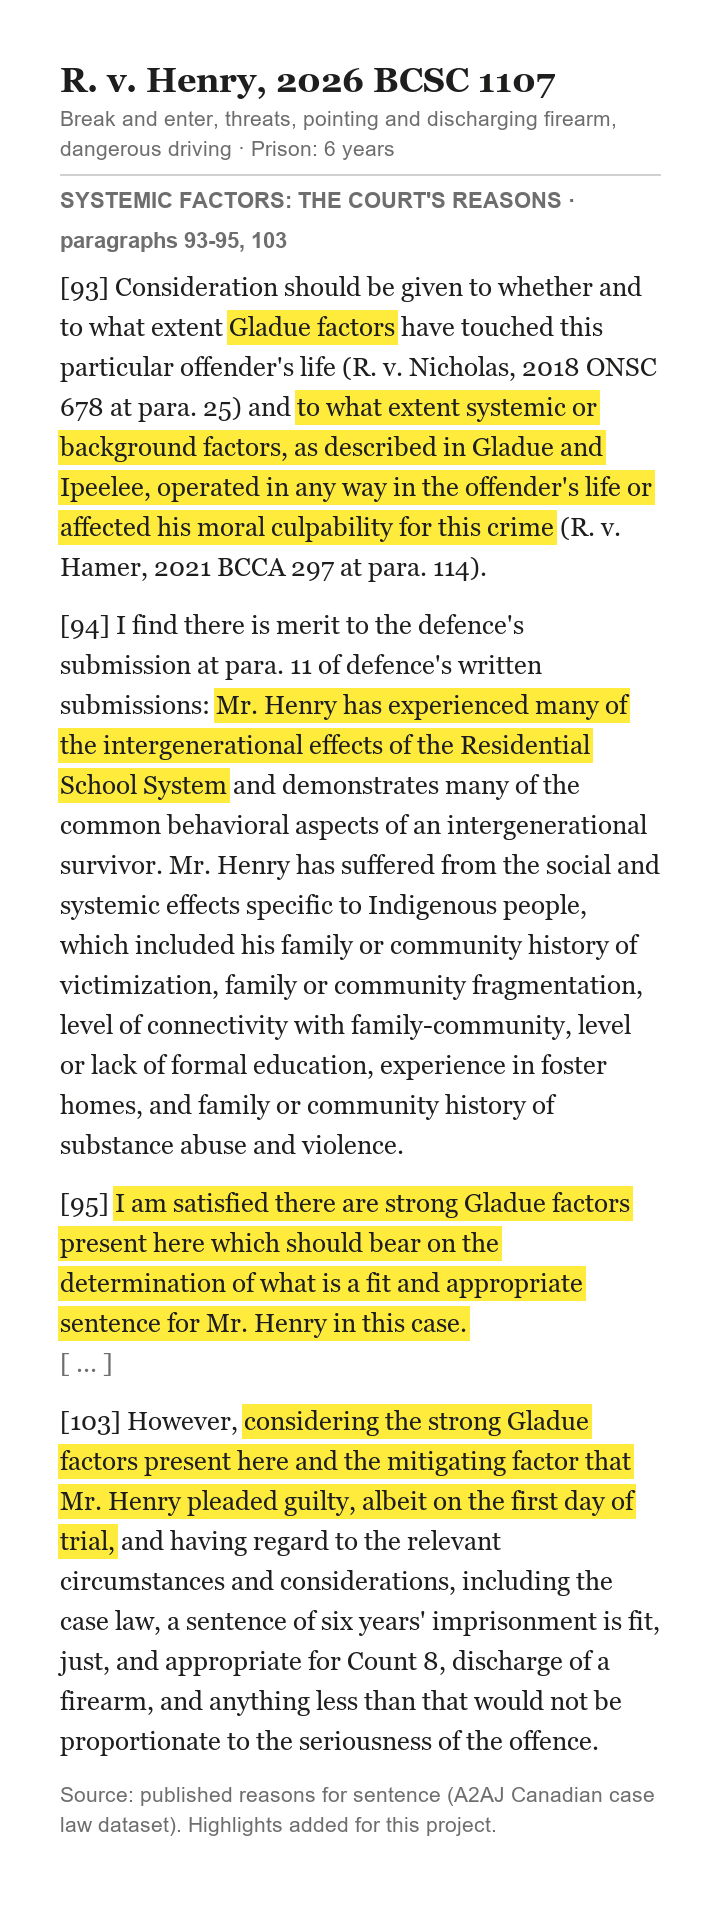 R. v. Henry, 2026 BCSC 1107
Break and enter, threats, pointing and discharging firearm,
dangerous driving · Prison: 6 years
SYSTEMIC FACTORS: THE COURT'S REASONS ·
paragraphs 93-95, 103
[93] Consideration should be given to whether and
to what extent Gladue factors have touched this
particular offender's life (R. v. Nicholas, 2018 ONSC
678 at para. 25) and to what extent systemic or
background factors, as described in Gladue and
Ipeelee, operated in any way in the offender's life or
affected his moral culpability for this crime (R. v.
Hamer, 2021 BCCA 297 at para. 114).
[94] I find there is merit to the defence's
submission at para. 11 of defence's written
submissions: Mr. Henry has experienced many of
the intergenerational effects of the Residential
School System and demonstrates many of the
common behavioral aspects of an intergenerational
survivor. Mr. Henry has suffered from the social and
systemic effects specific to Indigenous people,
which included his family or community history of
victimization, family or community fragmentation,
level of connectivity with family-community, level
or lack of formal education, experience in foster
homes, and family or community history of
substance abuse and violence.
[95] I am satisfied there are strong Gladue factors
present here which should bear on the
determination of what is a fit and appropriate
sentence for Mr. Henry in this case.
[ ... ]
[103] However, considering the strong Gladue
factors present here and the mitigating factor that
Mr. Henry pleaded guilty, albeit on the first day of
trial, and having regard to the relevant
circumstances and considerations, including the
case law, a sentence of six years' imprisonment is fit,
just, and appropriate for Count 8, discharge of a
firearm, and anything less than that would not be
proportionate to the seriousness of the offence.
Source: published reasons for sentence (A2AJ Canadian case
law dataset). Highlights added for this project.